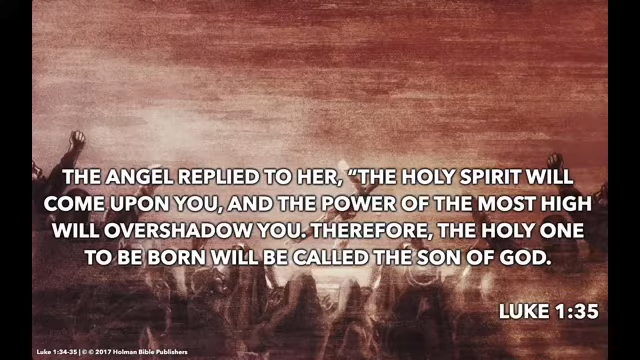 THE ANGEL REPLIED TO HER, “THE HOLY SPIRIT WILL
COME UPON YOU, AND THE POWER OF THE MOST HIGH
WILL OVERSHADOW YOU. THEREFORE, THE HOLY ONE
TO BE BORN WILL BE CALLED THE SON OF GOD.
LUKE 1:35
Luke 1:34-35 | © © 2017 Holman Bible Publishers